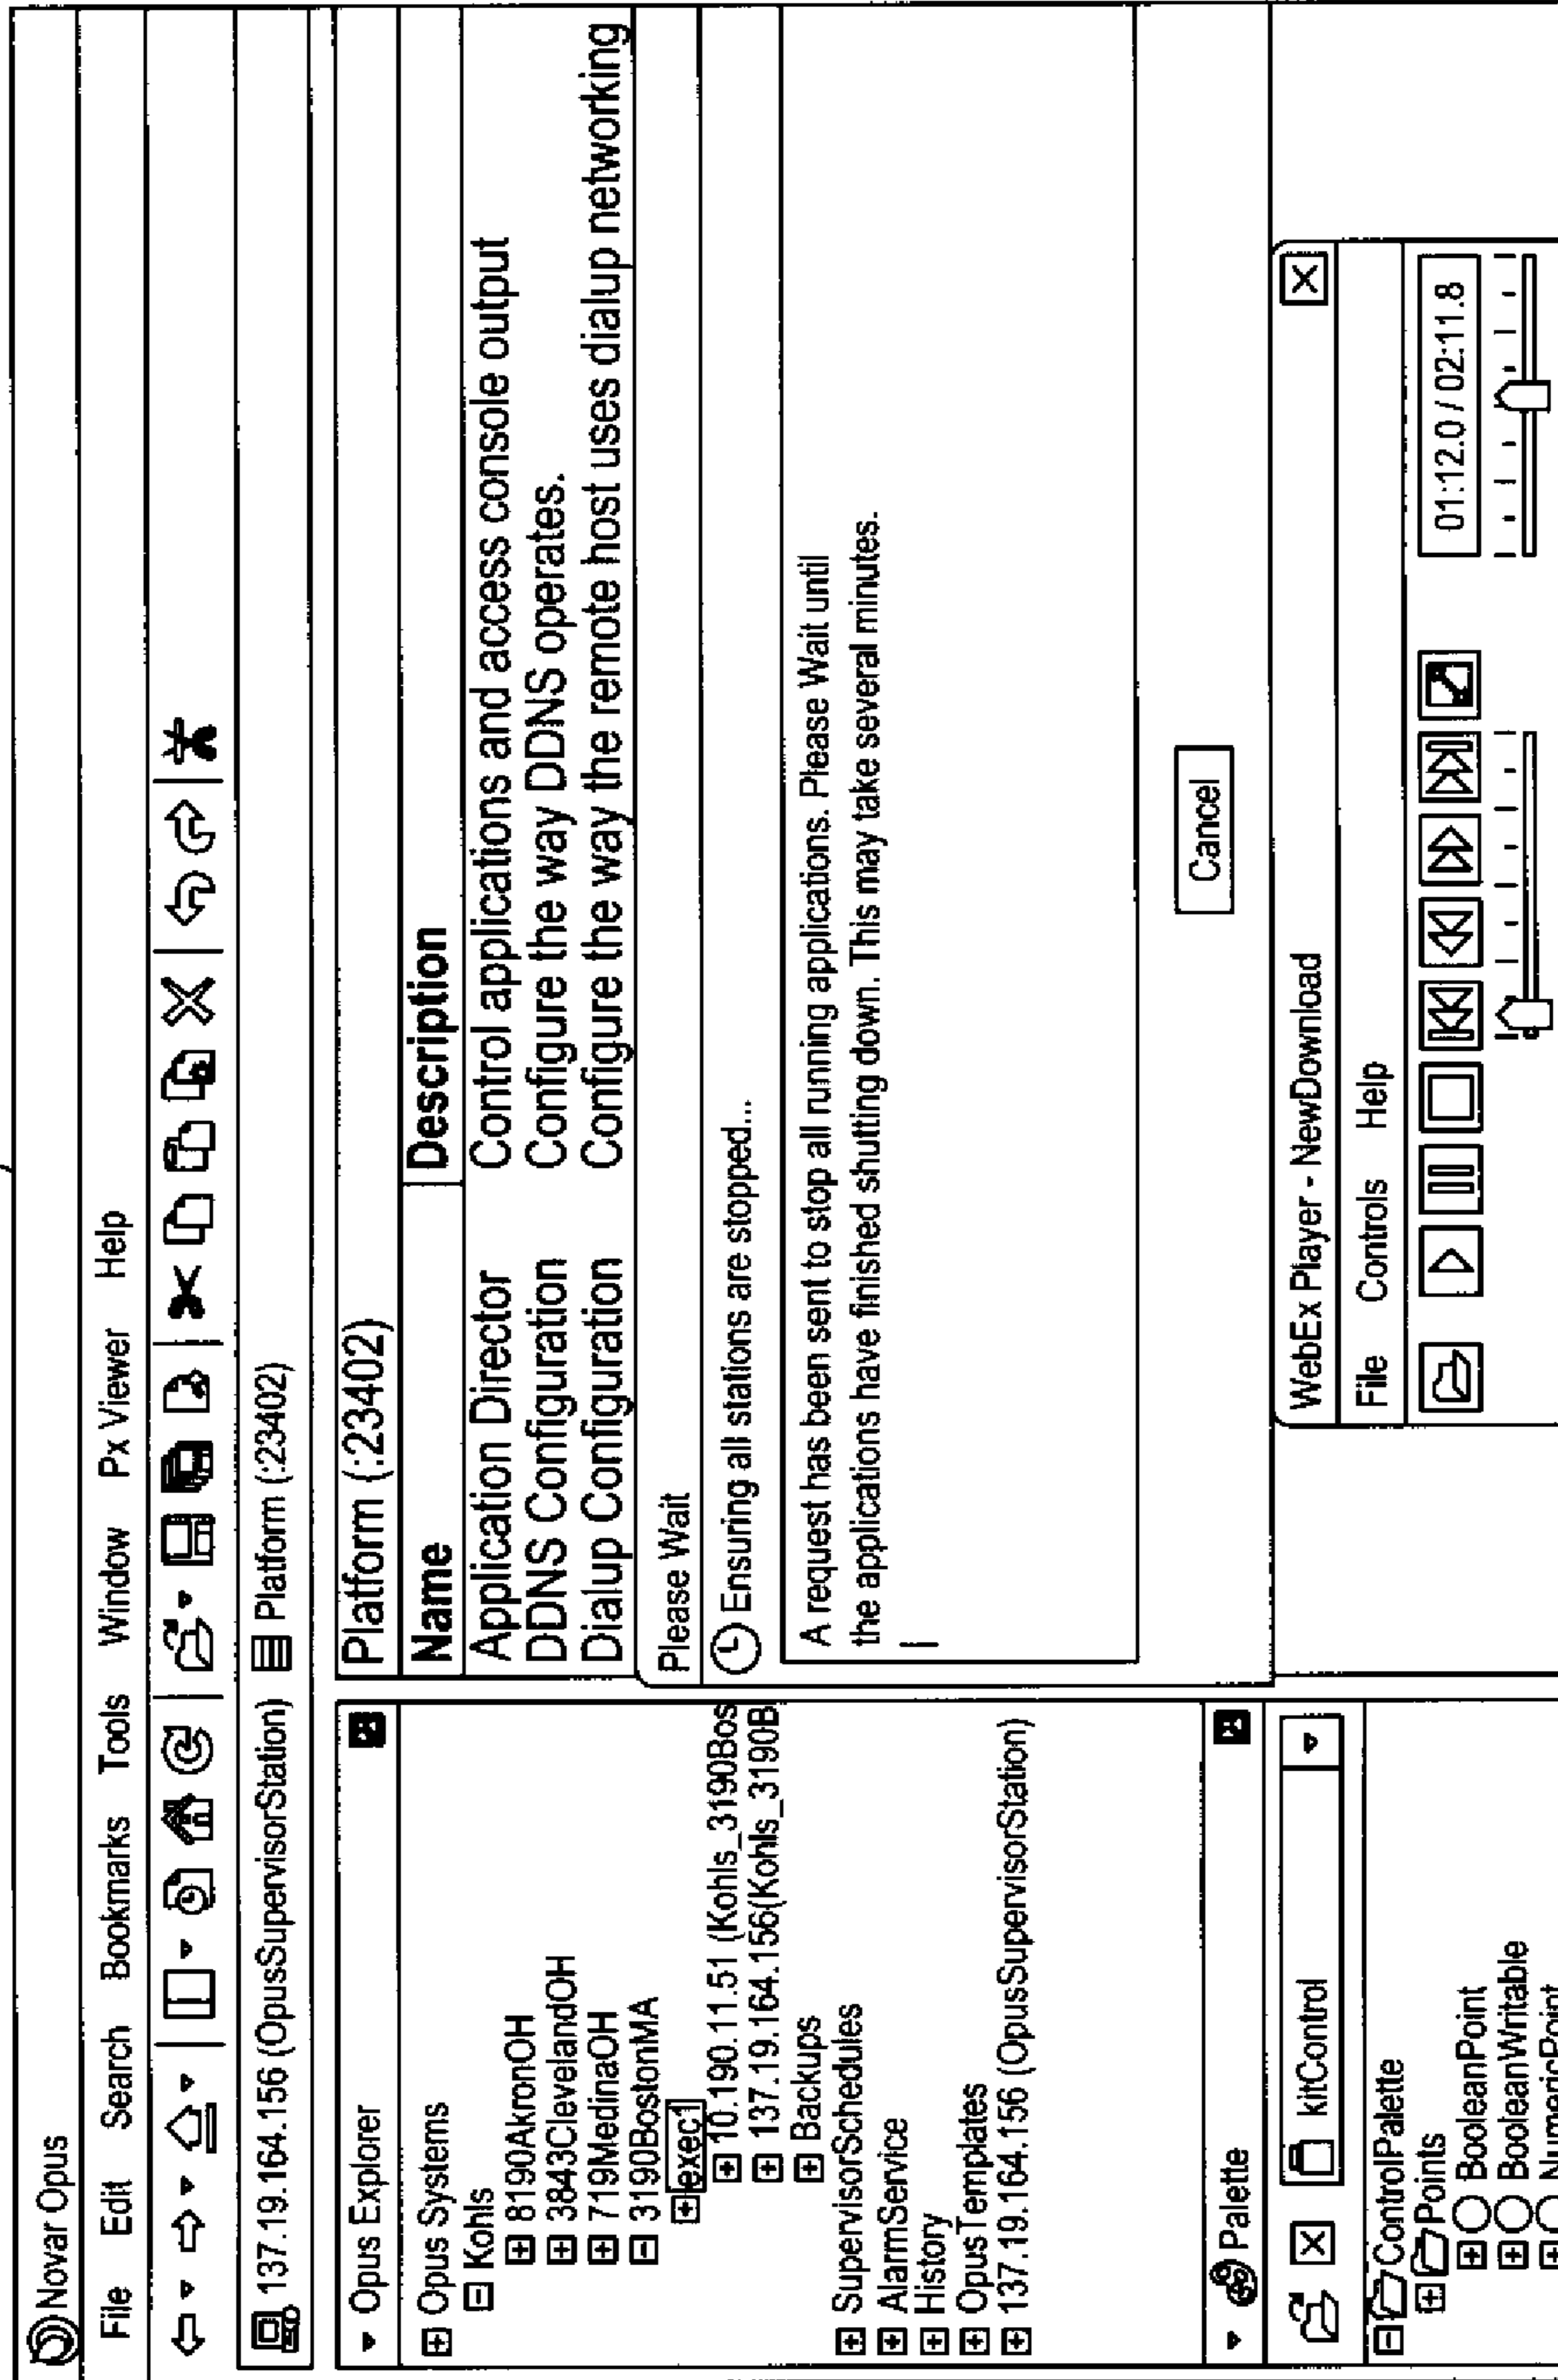 Novar Opus
File Edit Search Bookmarks Tools Window Px Viewer Help
137.19.164.156 (OpusSupervisorStation) Platform (:23402)
Opus Explorer
Opus Systems
Kohls
8190AkronOH
3843ClevelandOH
719MedinaOH
3190BostonMA
exec1
10.190.11.51 (Kohls_3190Bos
137.19.164.156(Kohls_3190B
Backups
SupervisorSchedules
AlarmService
History
OpusTemplates
137.19.164.156 (OpusSupervisorStation)
Palette
kitControl
ControlPalette
Points
BooleanPoint
BooleanWritable
NumericPoint
Platform (:23402)
Name Description
Application Director Control applications and access console output
DDNS Configuration Configure the way DDNS operates.
Dialup Configuration Configure the way the remote host uses dialup networking
Please Wait
Ensuring all stations are stopped...
A request has been sent to stop all running applications. Please Wait until
the applications have finished shutting down. This may take several minutes.
Cancel
WebEx Player - NewDownload
File Controls Help
01:12.0 / 02:11.8